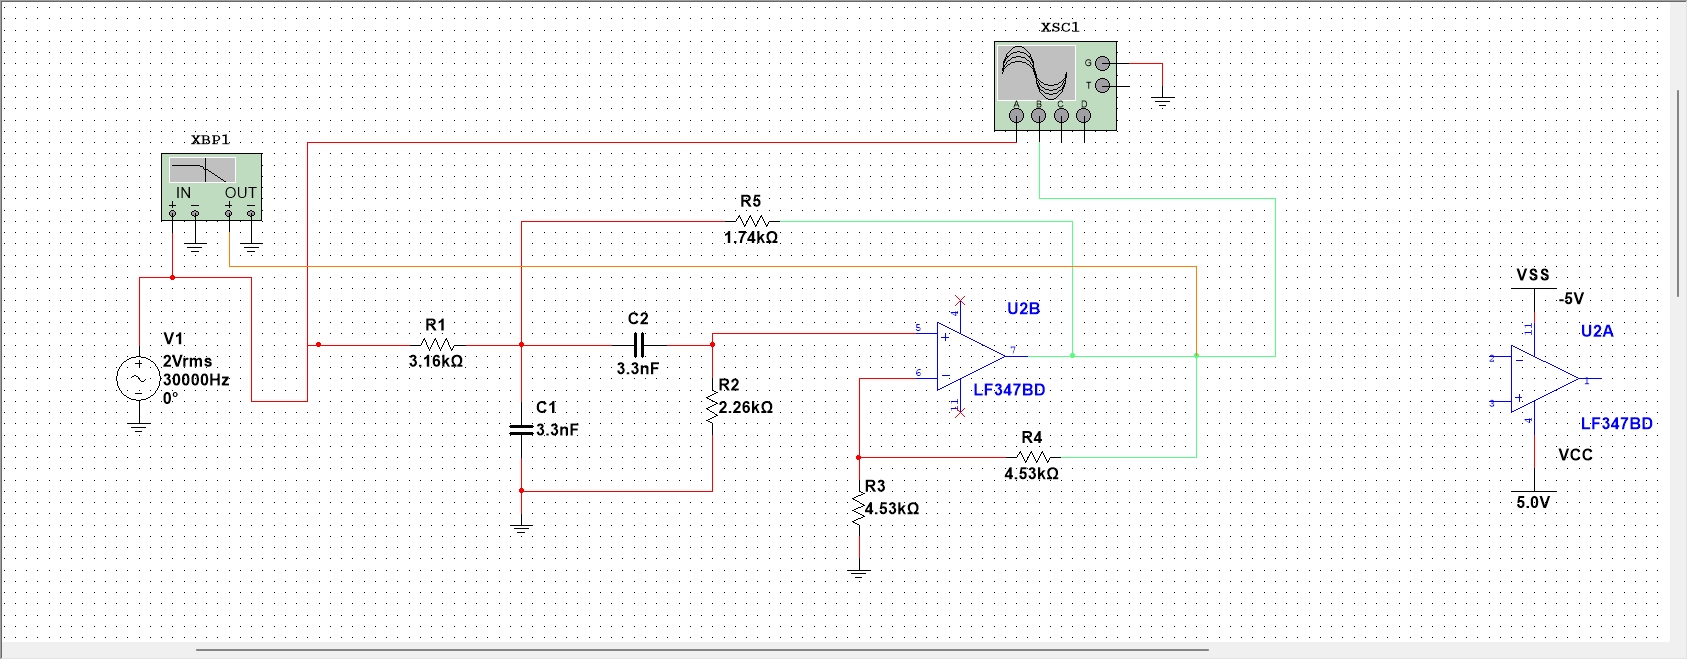 XSC1
G
T
A B C D
XBP1
IN OUT
+ − + −
R5
1.74kΩ
V1
2Vrms
30000Hz
0°
R1
3.16kΩ
C2
3.3nF
C1
3.3nF
R2
2.26kΩ
U2B
4
5
6
7
11
LF347BD
R4
4.53kΩ
R3
4.53kΩ
VSS
-5V
11
U2A
2
3
1
4
LF347BD
VCC
5.0V